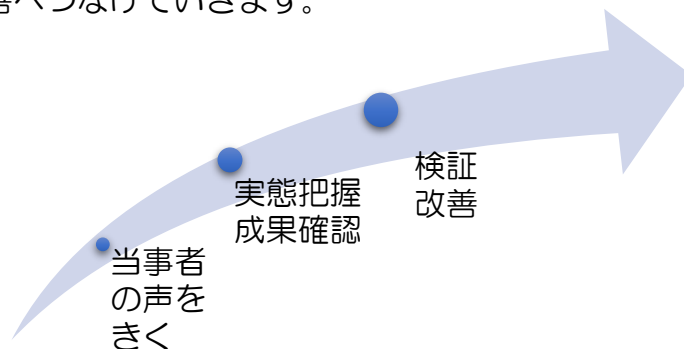 善へつなげていきます。
当事者
の声を
きく
実態把握
成果確認
検証
改善